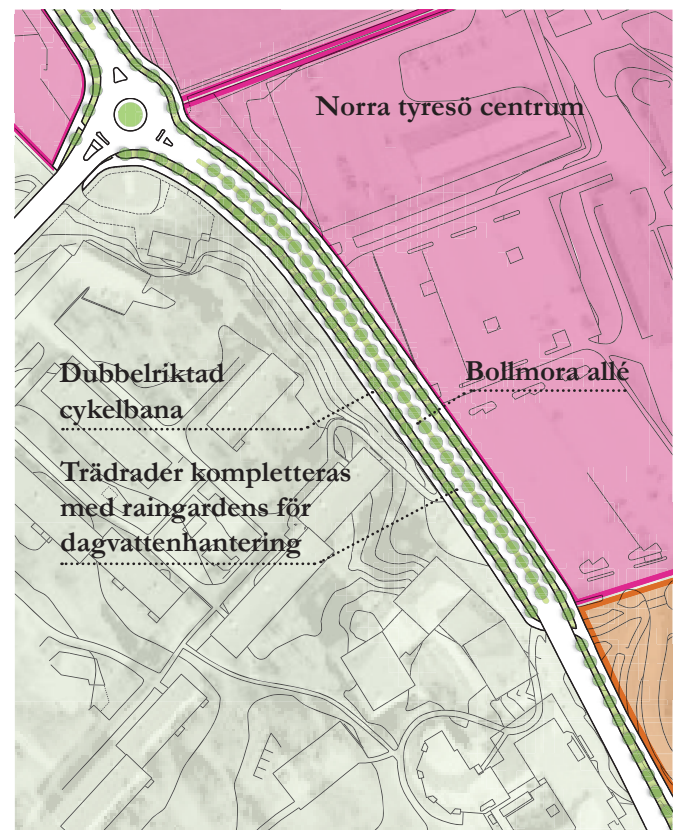 Norra tyresö centrum
Dubbelriktad
cykelbana
Bollmora allé
Trädrader kompletteras
med raingardens för
dagvattenhantering